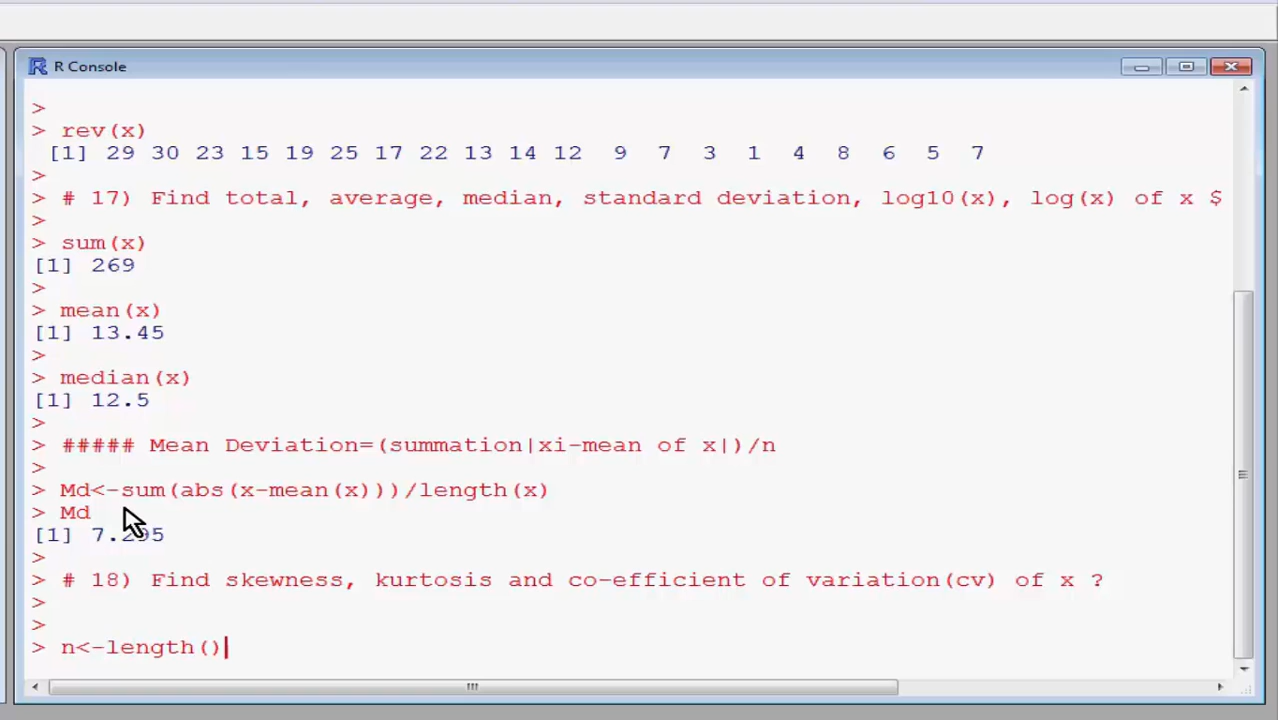 R Console
>
> rev(x)
[1] 29 30 23 15 19 25 17 22 13 14 12 9 7 3 1 4 8 6 5 7
>
> # 17) Find total, average, median, standard deviation, log10(x), log(x) of x $
>
> sum(x)
[1] 269
>
> mean(x)
[1] 13.45
>
> median(x)
[1] 12.5
>
> ##### Mean Deviation=(summation|xi-mean of x|)/n
>
> Md<-sum(abs(x-mean(x)))/length(x)
> Md
[1] 7.295
>
> # 18) Find skewness, kurtosis and co-efficient of variation(cv) of x ?
>
>
> n<-length()